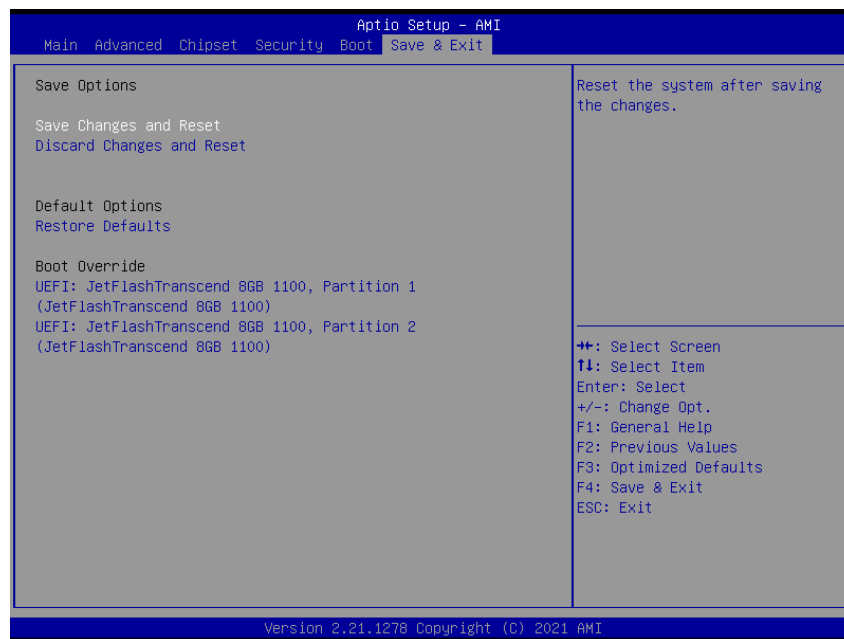 Aptio Setup – AMI
Main Advanced Chipset Security Boot Save & Exit
Save Options
Save Changes and Reset
Discard Changes and Reset
Default Options
Restore Defaults
Boot Override
UEFI: JetFlashTranscend 8GB 1100, Partition 1
(JetFlashTranscend 8GB 1100)
UEFI: JetFlashTranscend 8GB 1100, Partition 2
(JetFlashTranscend 8GB 1100)
Reset the system after saving
the changes.
→←: Select Screen
↑↓: Select Item
Enter: Select
+/-: Change Opt.
F1: General Help
F2: Previous Values
F3: Optimized Defaults
F4: Save & Exit
ESC: Exit
Version 2.21.1278 Copyright (C) 2021 AMI